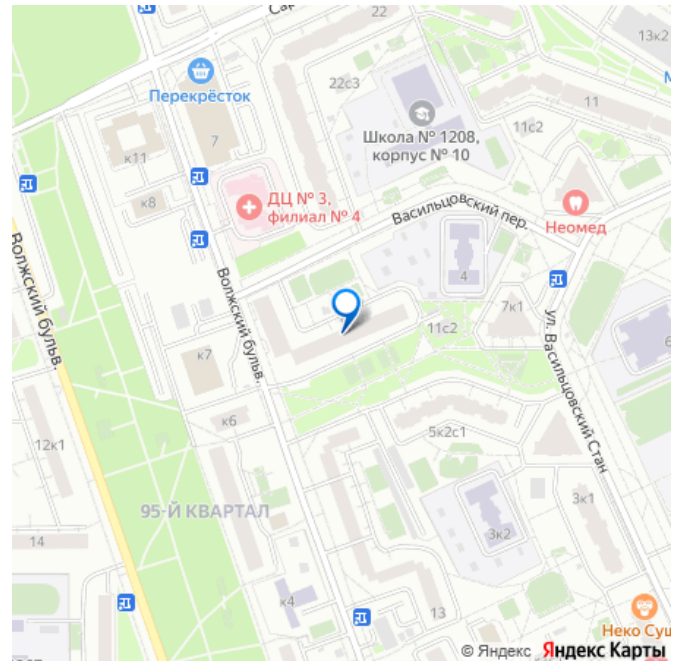 22
Сад
13к2
Перекрёсток
22с3
11
7
11с2
Школа № 1208,
корпус № 10
к11
ДЦ № 3,
филиал № 4
к8
Васильцовский пер.
Неомед
4
Волжский бульв.
Волжский бульв.
7к1
11с2
ул. Васильцовский Стан
6
к7
к6
5к2с1
12к1
95-Й КВАРТАЛ
3к1
14
3к2
к4
13
Неко Суш
© Яндекс Яндекс Карты